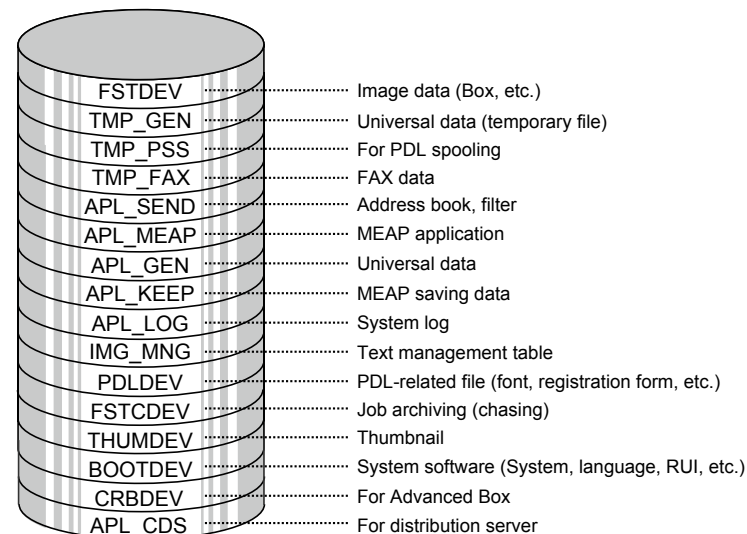 FSTDEV Image data (Box, etc.)
TMP_GEN Universal data (temporary file)
TMP_PSS For PDL spooling
TMP_FAX FAX data
APL_SEND Address book, filter
APL_MEAP MEAP application
APL_GEN Universal data
APL_KEEP MEAP saving data
APL_LOG System log
IMG_MNG Text management table
PDLDEV PDL-related file (font, registration form, etc.)
FSTCDEV Job archiving (chasing)
THUMDEV Thumbnail
BOOTDEV System software (System, language, RUI, etc.)
CRBDEV For Advanced Box
APL_CDS For distribution server